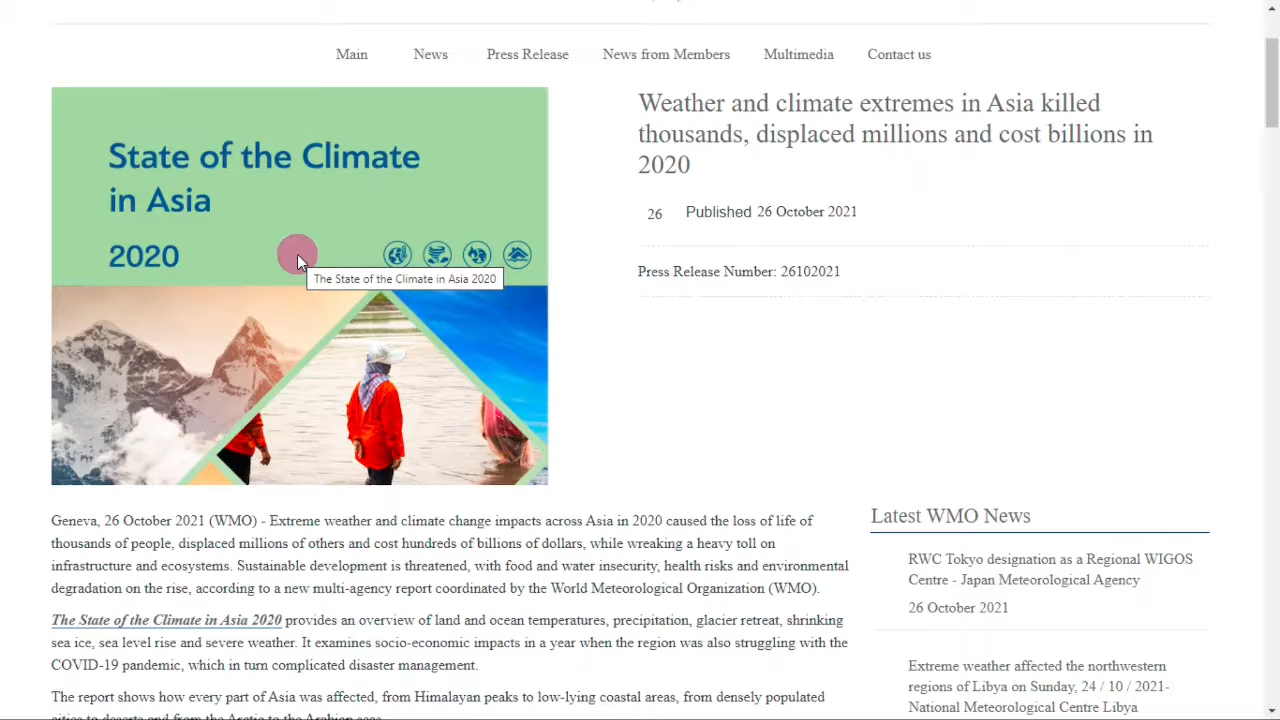 Main News Press Release News from Members Multimedia Contact us
State of the Climate
in Asia
2020
The State of the Climate in Asia 2020
Weather and climate extremes in Asia killed
thousands, displaced millions and cost billions in
2020
26 Published 26 October 2021
Press Release Number: 26102021
Geneva, 26 October 2021 (WMO) - Extreme weather and climate change impacts across Asia in 2020 caused the loss of life of
thousands of people, displaced millions of others and cost hundreds of billions of dollars, while wreaking a heavy toll on
infrastructure and ecosystems. Sustainable development is threatened, with food and water insecurity, health risks and environmental
degradation on the rise, according to a new multi-agency report coordinated by the World Meteorological Organization (WMO).
The State of the Climate in Asia 2020 provides an overview of land and ocean temperatures, precipitation, glacier retreat, shrinking
sea ice, sea level rise and severe weather. It examines socio-economic impacts in a year when the region was also struggling with the
COVID-19 pandemic, which in turn complicated disaster management.
The report shows how every part of Asia was affected, from Himalayan peaks to low-lying coastal areas, from densely populated
cities to deserts and from the Arctic to the Arabian seas.
Latest WMO News
RWC Tokyo designation as a Regional WIGOS
Centre - Japan Meteorological Agency
26 October 2021
Extreme weather affected the northwestern
regions of Libya on Sunday, 24 / 10 / 2021-
National Meteorological Centre Libya